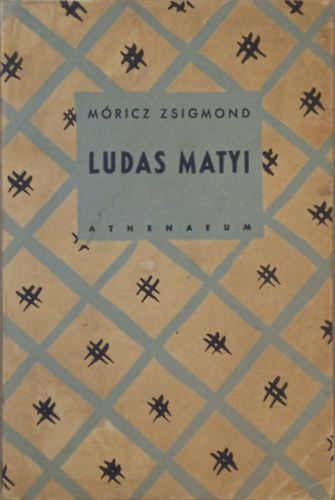 MÓRICZ ZSIGMOND
LUDAS MATYI
ATHENAEUM